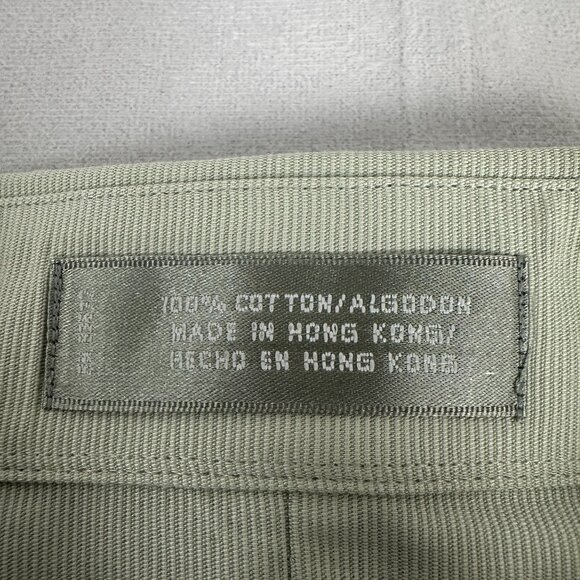 100% COTTON/ALGODON
MADE IN HONG KONG/
HECHO EN HONG KONG